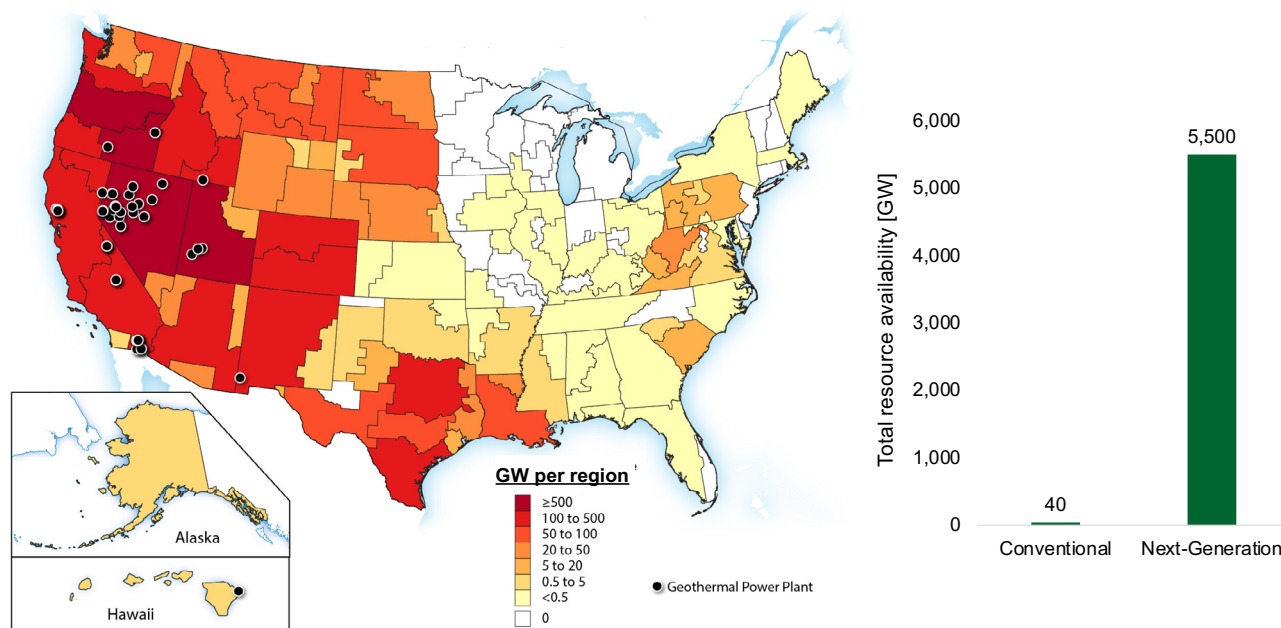 GW per region
≥500
100 to 500
50 to 100
20 to 50
5 to 20
0.5 to 5
<0.5
0
Alaska
Hawaii
Geothermal Power Plant
Total resource availability [GW]
6,000
5,000
4,000
3,000
2,000
1,000
0
40
5,500
Conventional
Next-Generation